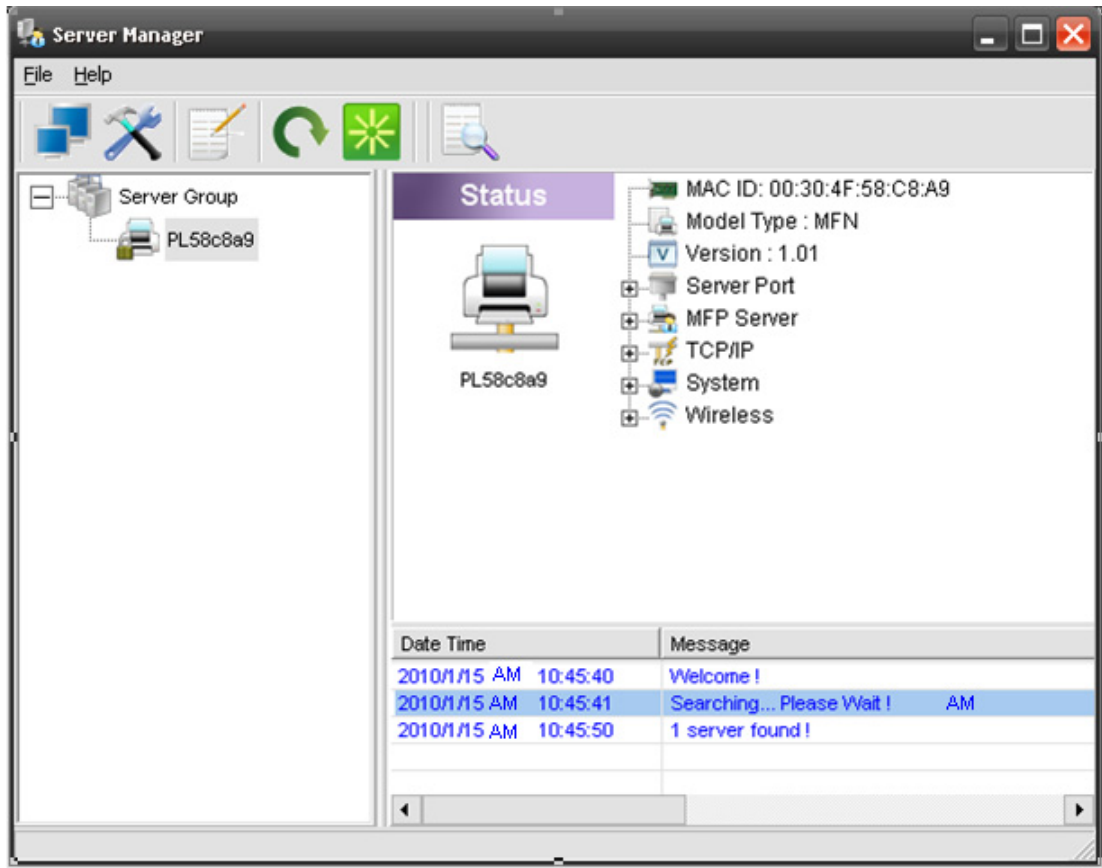 Server Manager
File Help
Server Group
PL58c8a9
Status
PL58c8a9
MAC ID: 00:30:4F:58:C8:A9
Model Type : MFN
V
Version : 1.01
Server Port
MFP Server
TCP
TCP/IP
System
Wireless
Date Time Message
2010/1/15 AM 10:45:40 Welcome !
2010/1/15 AM 10:45:41 Searching... Please Wait ! AM
2010/1/15 AM 10:45:50 1 server found !